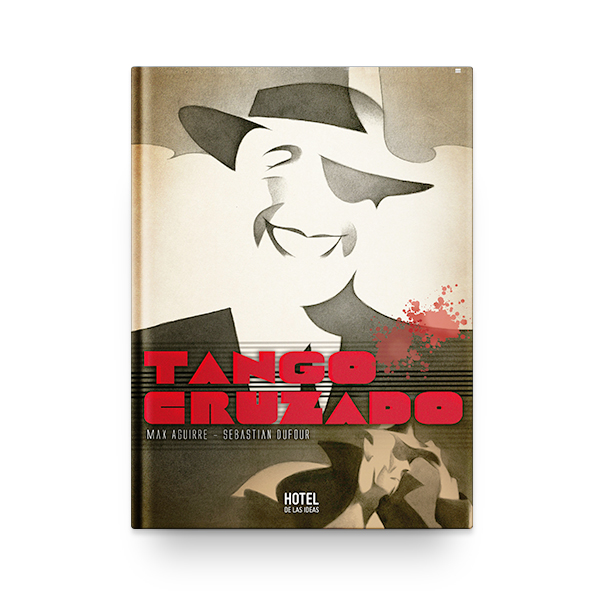 TANGO
CRUZADO
MAX AGUIRRE - SEBASTIAN DUFOUR
HOTEL
DE LAS IDEAS